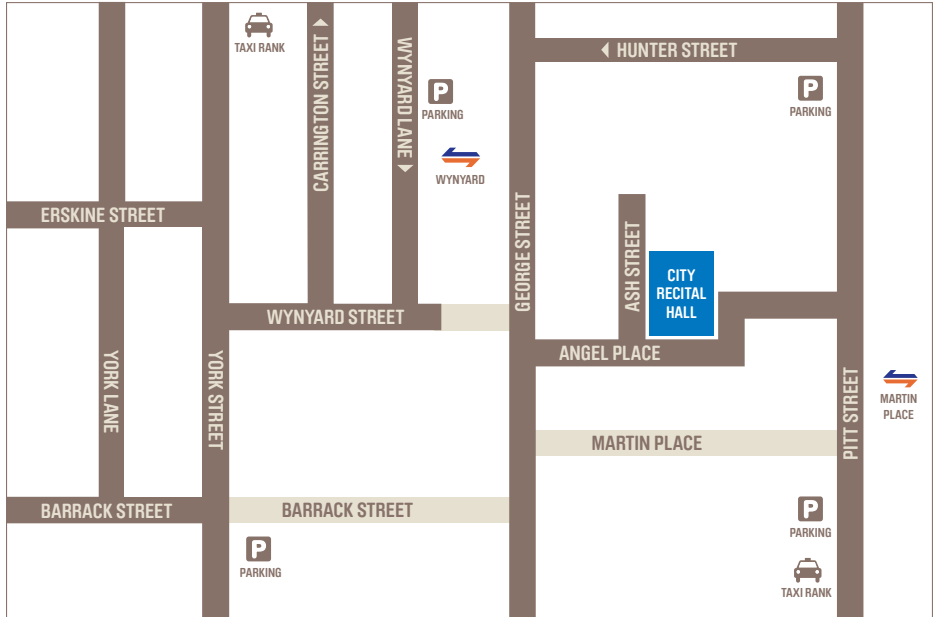 TAXI RANK
CARRINGTON STREET
WYNYARD LANE
HUNTER STREET
P
PARKING
P
PARKING
WYNYARD
ERSKINE STREET
GEORGE STREET
ASH STREET
CITY
RECITAL
HALL
WYNYARD STREET
ANGEL PLACE
YORK LANE
YORK STREET
PITT STREET
MARTIN
PLACE
MARTIN PLACE
BARRACK STREET
BARRACK STREET
P
PARKING
P
PARKING
TAXI RANK